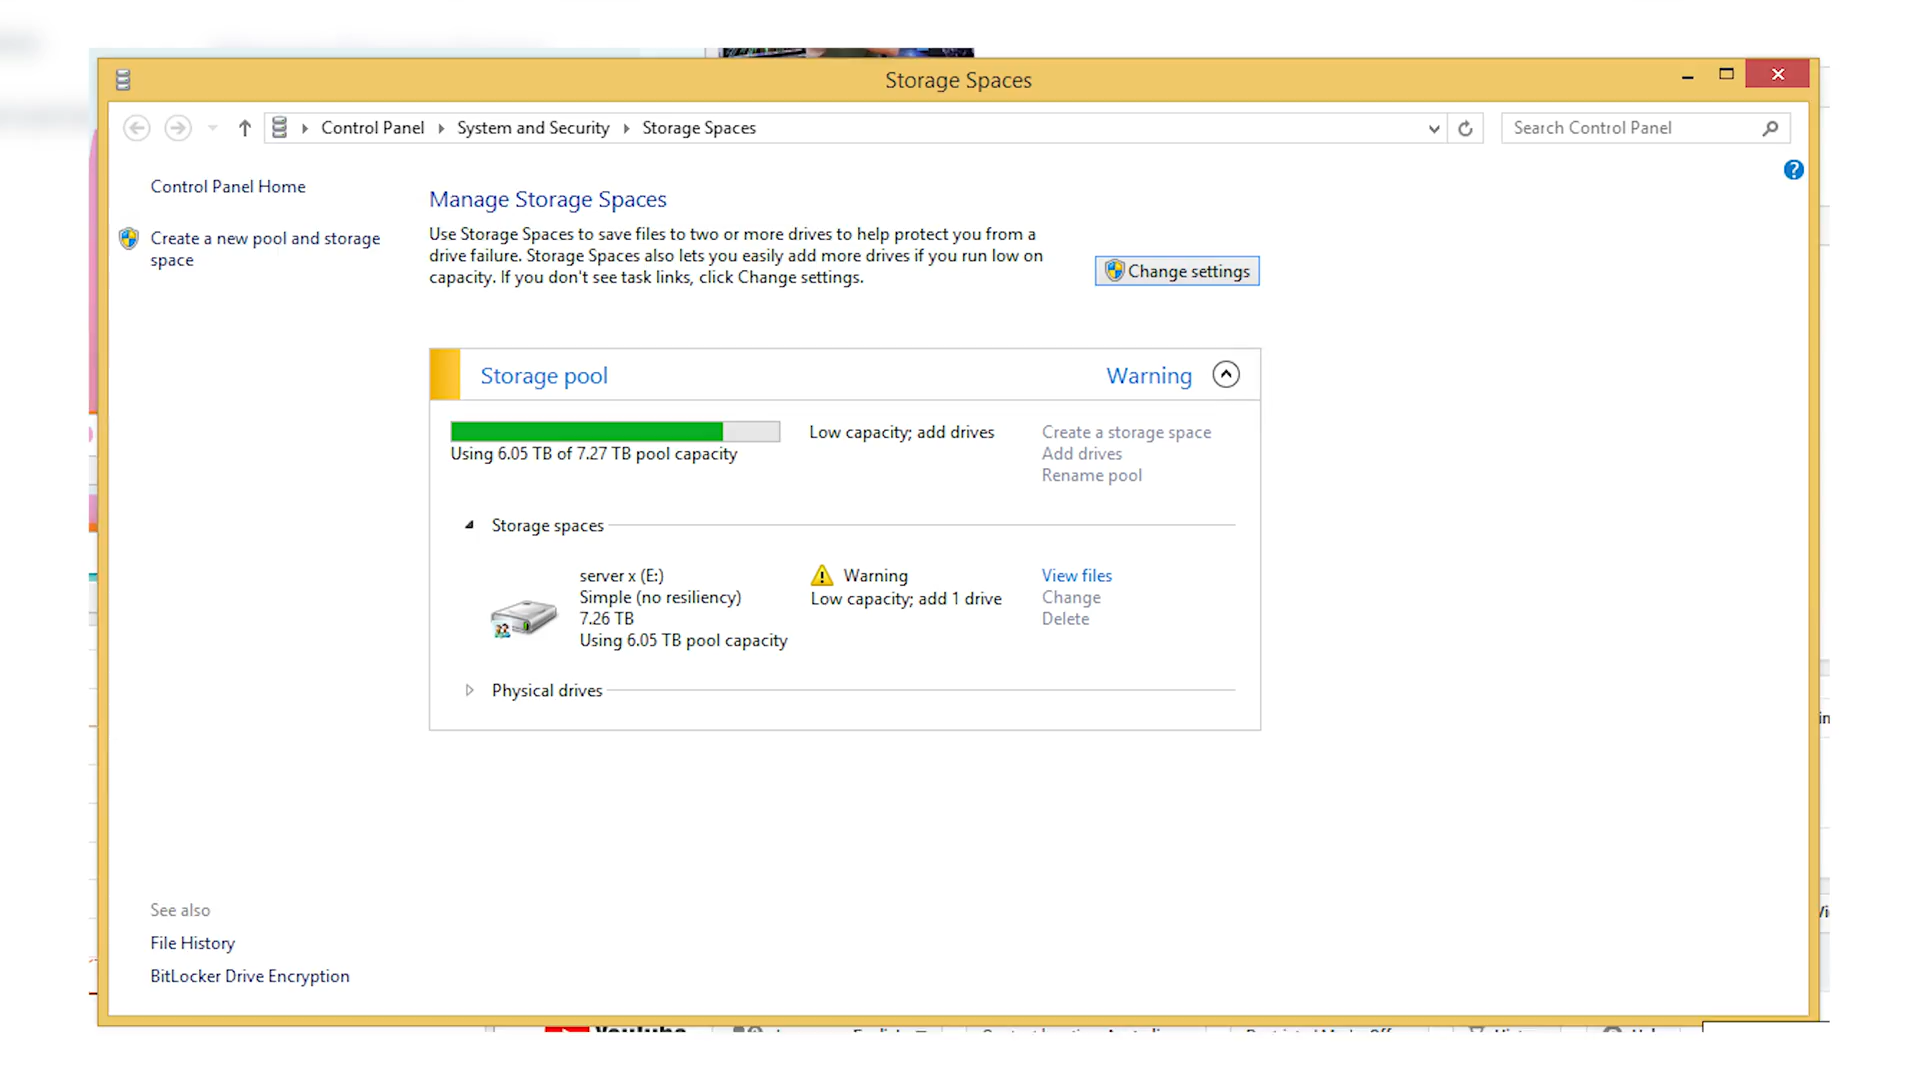 Storage Spaces
Control Panel
System and Security
Storage Spaces
Search Control Panel
?
Control Panel Home
Create a new pool and storage
space
Manage Storage Spaces
Use Storage Spaces to save files to two or more drives to help protect you from a
drive failure. Storage Spaces also lets you easily add more drives if you run low on
capacity. If you don't see task links, click Change settings.
Change settings
Storage pool
Warning
Using 6.05 TB of 7.27 TB pool capacity
Low capacity; add drives
Create a storage space
Add drives
Rename pool
Storage spaces
server x (E:)
Simple (no resiliency)
7.26 TB
Using 6.05 TB pool capacity
Warning
Low capacity; add 1 drive
View files
Change
Delete
Physical drives
See also
File History
BitLocker Drive Encryption